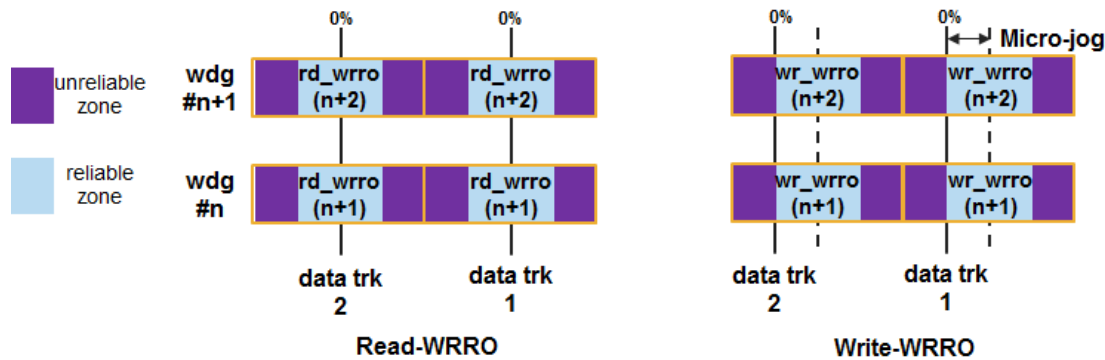 0%
0%
0%
0%
Micro-jog
unreliable
zone
wdg
#n+1
rd_wrro
(n+2)
rd_wrro
(n+2)
wr_wrro
(n+2)
wr_wrro
(n+2)
reliable
zone
wdg
#n
rd_wrro
(n+1)
rd_wrro
(n+1)
wr_wrro
(n+1)
wr_wrro
(n+1)
data trk
2
data trk
1
data trk
2
data trk
1
Read-WRRO
Write-WRRO